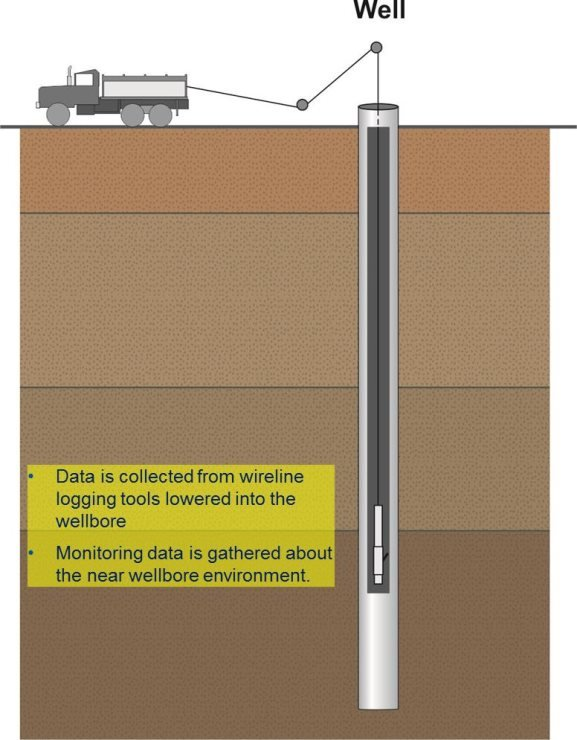 Well
• Data is collected from wireline
logging tools lowered into the
wellbore
• Monitoring data is gathered about
the near wellbore environment.